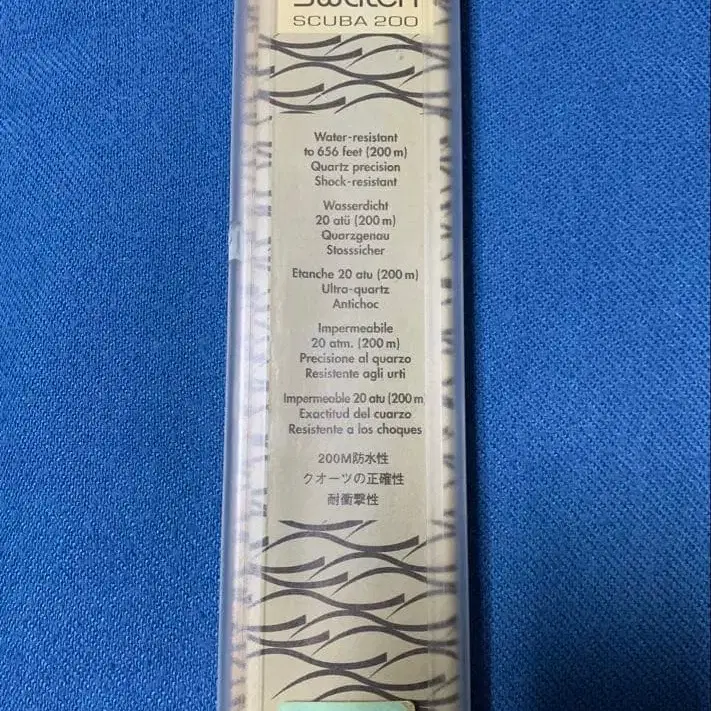 swatch
SCUBA 200
Water-resistant
to 656 feet (200 m)
Quartz precision
Shock-resistant
Wasserdicht
20 atü (200 m)
Quarzgenau
Stosssicher
Etanche 20 atu (200 m)
Ultra-quartz
Antichoc
Impermeabile
20 atm. (200 m)
Precisione al quarzo
Resistente agli urti
Impermeable 20 atu (200 m
Exactitud del cuarzo
Resistente a los choques
200M防水性
クオーツの正確性
耐衝撃性